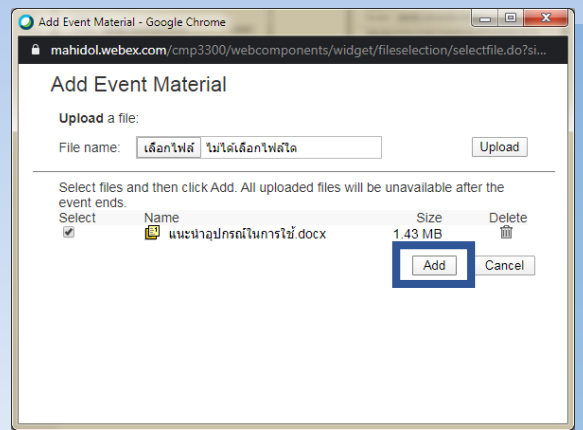 Add Event Material - Google Chrome
mahidol.webex.com/cmp3300/webcomponents/widget/fileselection/selectfile.do?si...
Add Event Material
Upload a file:
File name: เลือกไฟล์ ไม่ได้เลือกไฟล์ใด Upload
Select files and then click Add. All uploaded files will be unavailable after the
event ends.
Select Name Size Delete
แนะนำอุปกรณ์ในการใช้.docx 1.43 MB
Add Cancel